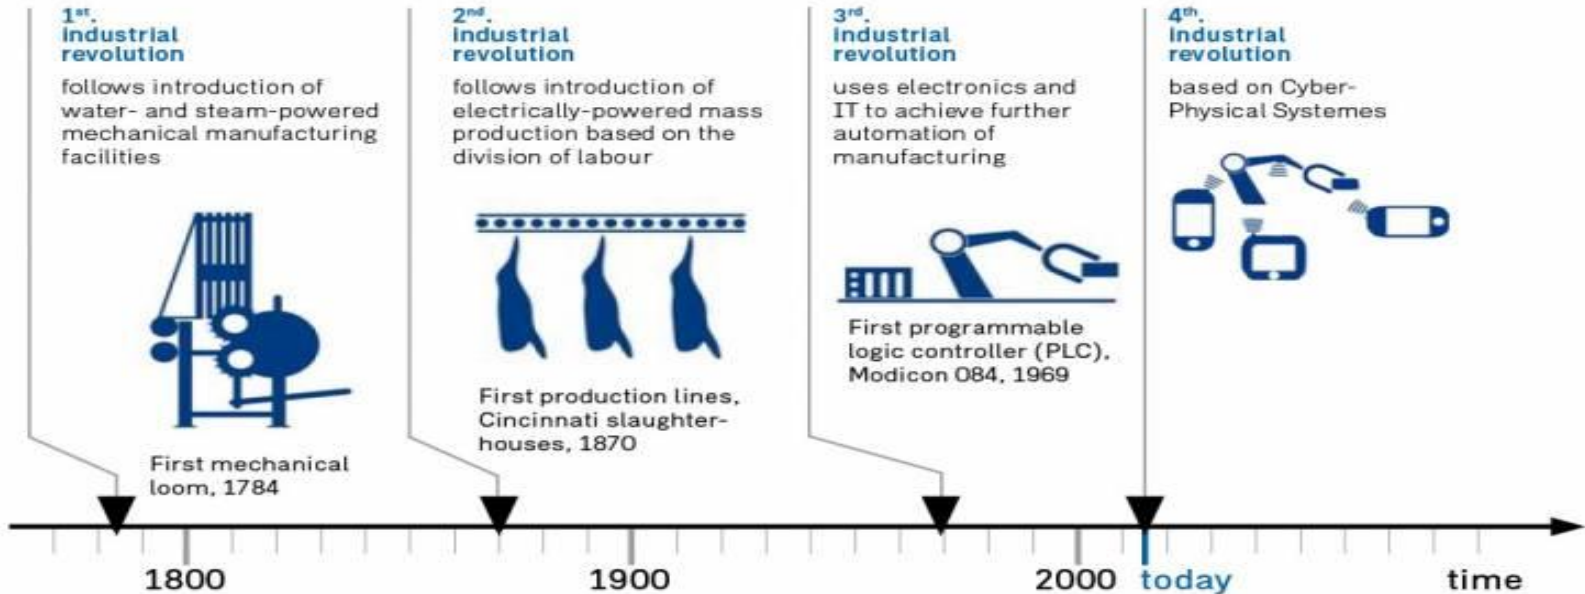 1st.
industrial
revolution
follows introduction of
water- and steam-powered
mechanical manufacturing
facilities
First mechanical
loom, 1784
2nd.
industrial
revolution
follows introduction of
electrically-powered mass
production based on the
division of labour
First production lines,
Cincinnati slaughter-
houses, 1870
3rd.
industrial
revolution
uses electronics and
IT to achieve further
automation of
manufacturing
First programmable
logic controller (PLC),
Modicon 084, 1969
4th.
industrial
revolution
based on Cyber-
Physical Systemes
1800
1900
2000
today
time